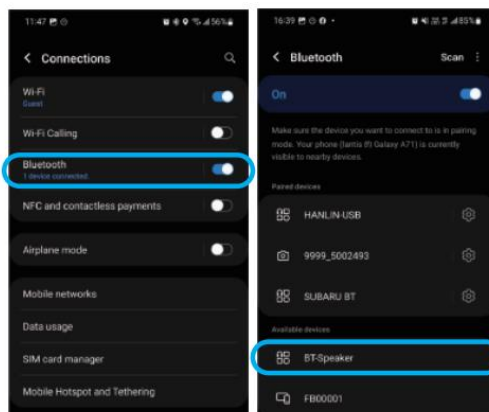 11:47
56%
Connections
Wi-Fi
Guest
Wi-Fi Calling
Bluetooth
1 device connected.
NFC and contactless payments
Airplane mode
Mobile networks
Data usage
SIM card manager
Mobile Hotspot and Tethering
16:39
85%
Bluetooth
Scan
On
Make sure the device you want to connect to is in pairing
mode. Your phone Galaxy A71) is currently
visible to nearby devices.
Paired devices
HANLIN-USB
9999_5002493
SUBARU BT
Available devices
BT-Speaker
FB00001